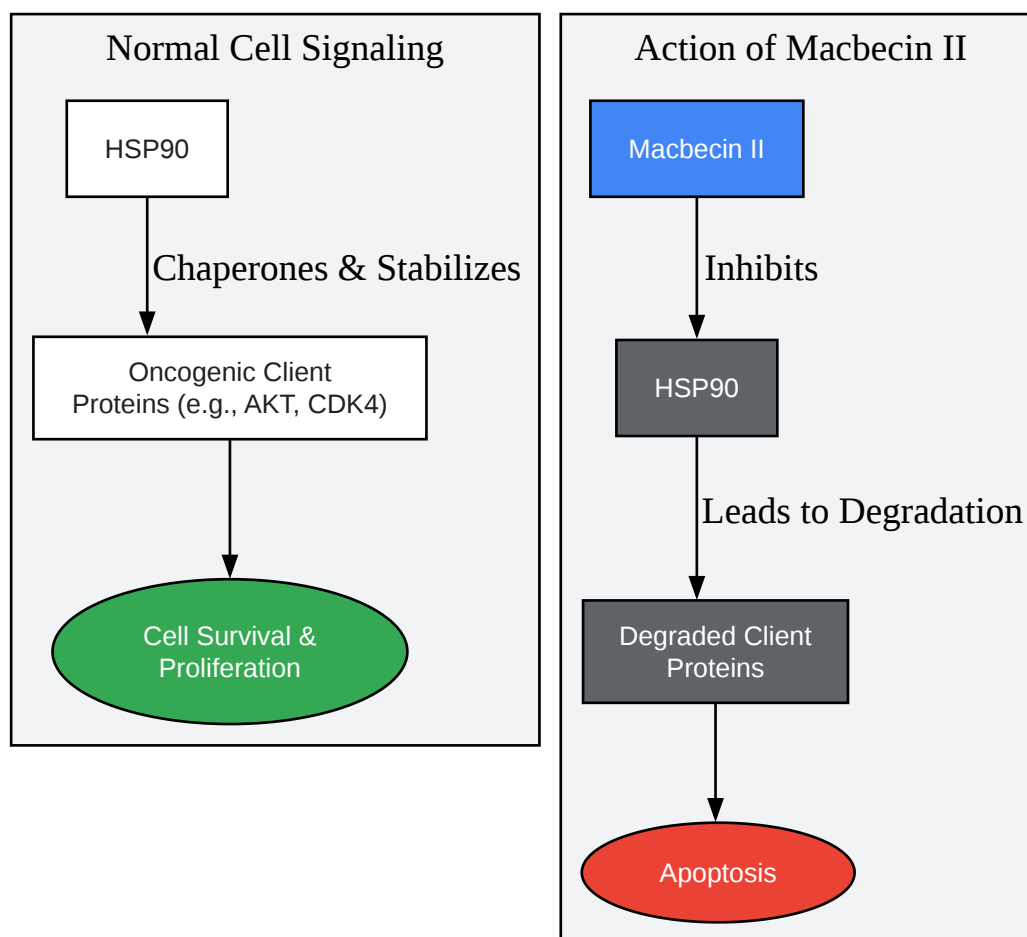 Normal Cell Signaling
HSP90
Chaperones & Stabilizes
Oncogenic Client
Proteins (e.g., AKT, CDK4)
Cell Survival &
Proliferation
Action of Macbecin II
Macbecin II
Inhibits
HSP90
Leads to Degradation
Degraded Client
Proteins
Apoptosis